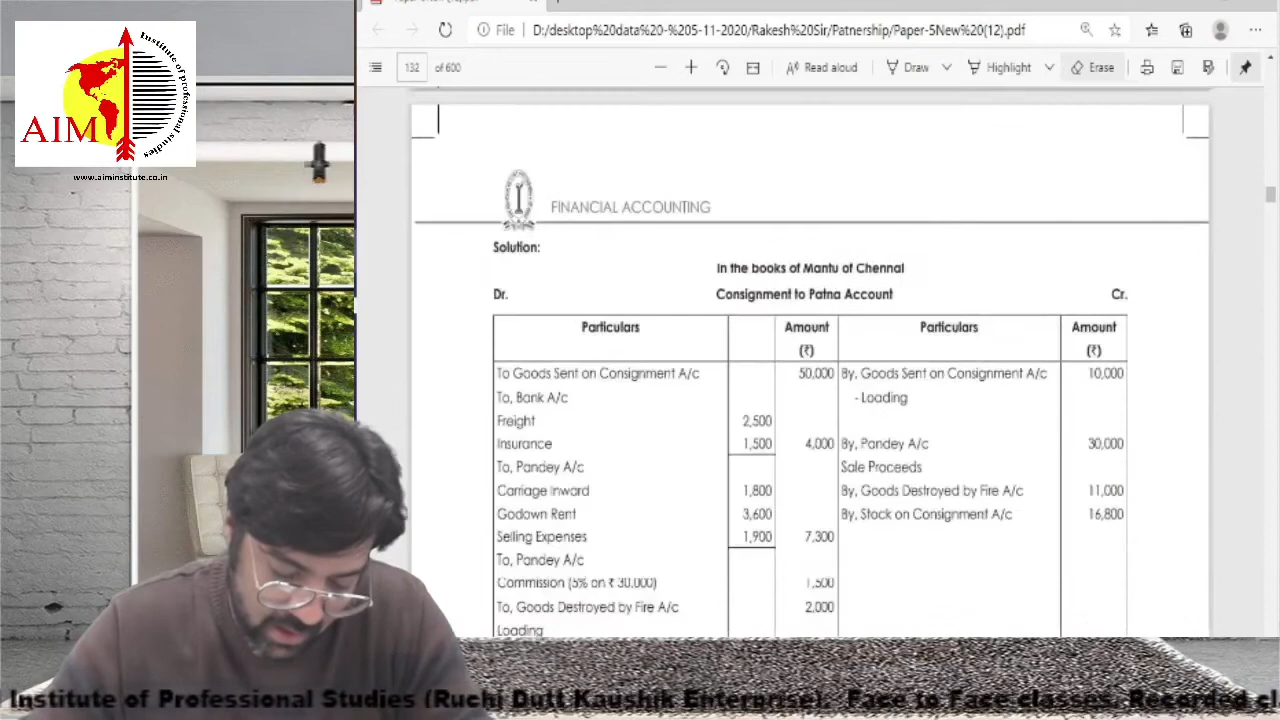 Institute of professional studies
AIM
www.aiminstitute.co.in
File D:/desktop%20data%20-%205-11-2020/Rakesh%20Sir/Patnership/Paper-5New%20(12).pdf
132 of 600 Read aloud Draw Highlight Erase
FINANCIAL ACCOUNTING
Solution:
In the books of Mantu of Chennai
Dr. Consignment to Patna Account Cr.
Particulars Amount Particulars Amount
(₹) (₹)
To Goods Sent on Consignment A/c 50,000 By, Goods Sent on Consignment A/c 10,000
To, Bank A/c - Loading
Freight 2,500
Insurance 1,500 4,000 By, Pandey A/c 30,000
To, Pandey A/c Sale Proceeds
Carriage Inward 1,800 By, Goods Destroyed by Fire A/c 11,000
Godown Rent 3,600 By, Stock on Consignment A/c 16,800
Selling Expenses 1,900 7,300
To, Pandey A/c
Commission (5% on ₹ 30,000) 1,500
To, Goods Destroyed by Fire A/c 2,000
Loading
Institute of Professional Studies (Ruchi Dutt Kaushik Enterprise). Face to Face classes, Recorded cl